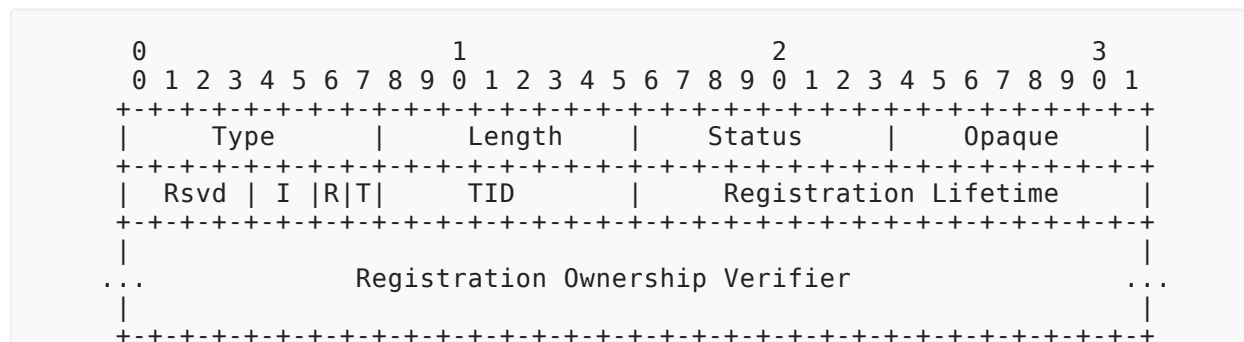 0                   1                   2                   3
 0 1 2 3 4 5 6 7 8 9 0 1 2 3 4 5 6 7 8 9 0 1 2 3 4 5 6 7 8 9 0 1
+-+-+-+-+-+-+-+-+-+-+-+-+-+-+-+-+-+-+-+-+-+-+-+-+-+-+-+-+-+-+-+-+
|     Type      |     Length    |    Status     |    Opaque     |
+-+-+-+-+-+-+-+-+-+-+-+-+-+-+-+-+-+-+-+-+-+-+-+-+-+-+-+-+-+-+-+-+
|  Rsvd | I |R|T|     TID       |     Registration Lifetime     |
+-+-+-+-+-+-+-+-+-+-+-+-+-+-+-+-+-+-+-+-+-+-+-+-+-+-+-+-+-+-+-+-+
|                                                               |
...             Registration Ownership Verifier                 ...
|                                                               |
+-+-+-+-+-+-+-+-+-+-+-+-+-+-+-+-+-+-+-+-+-+-+-+-+-+-+-+-+-+-+-+-+